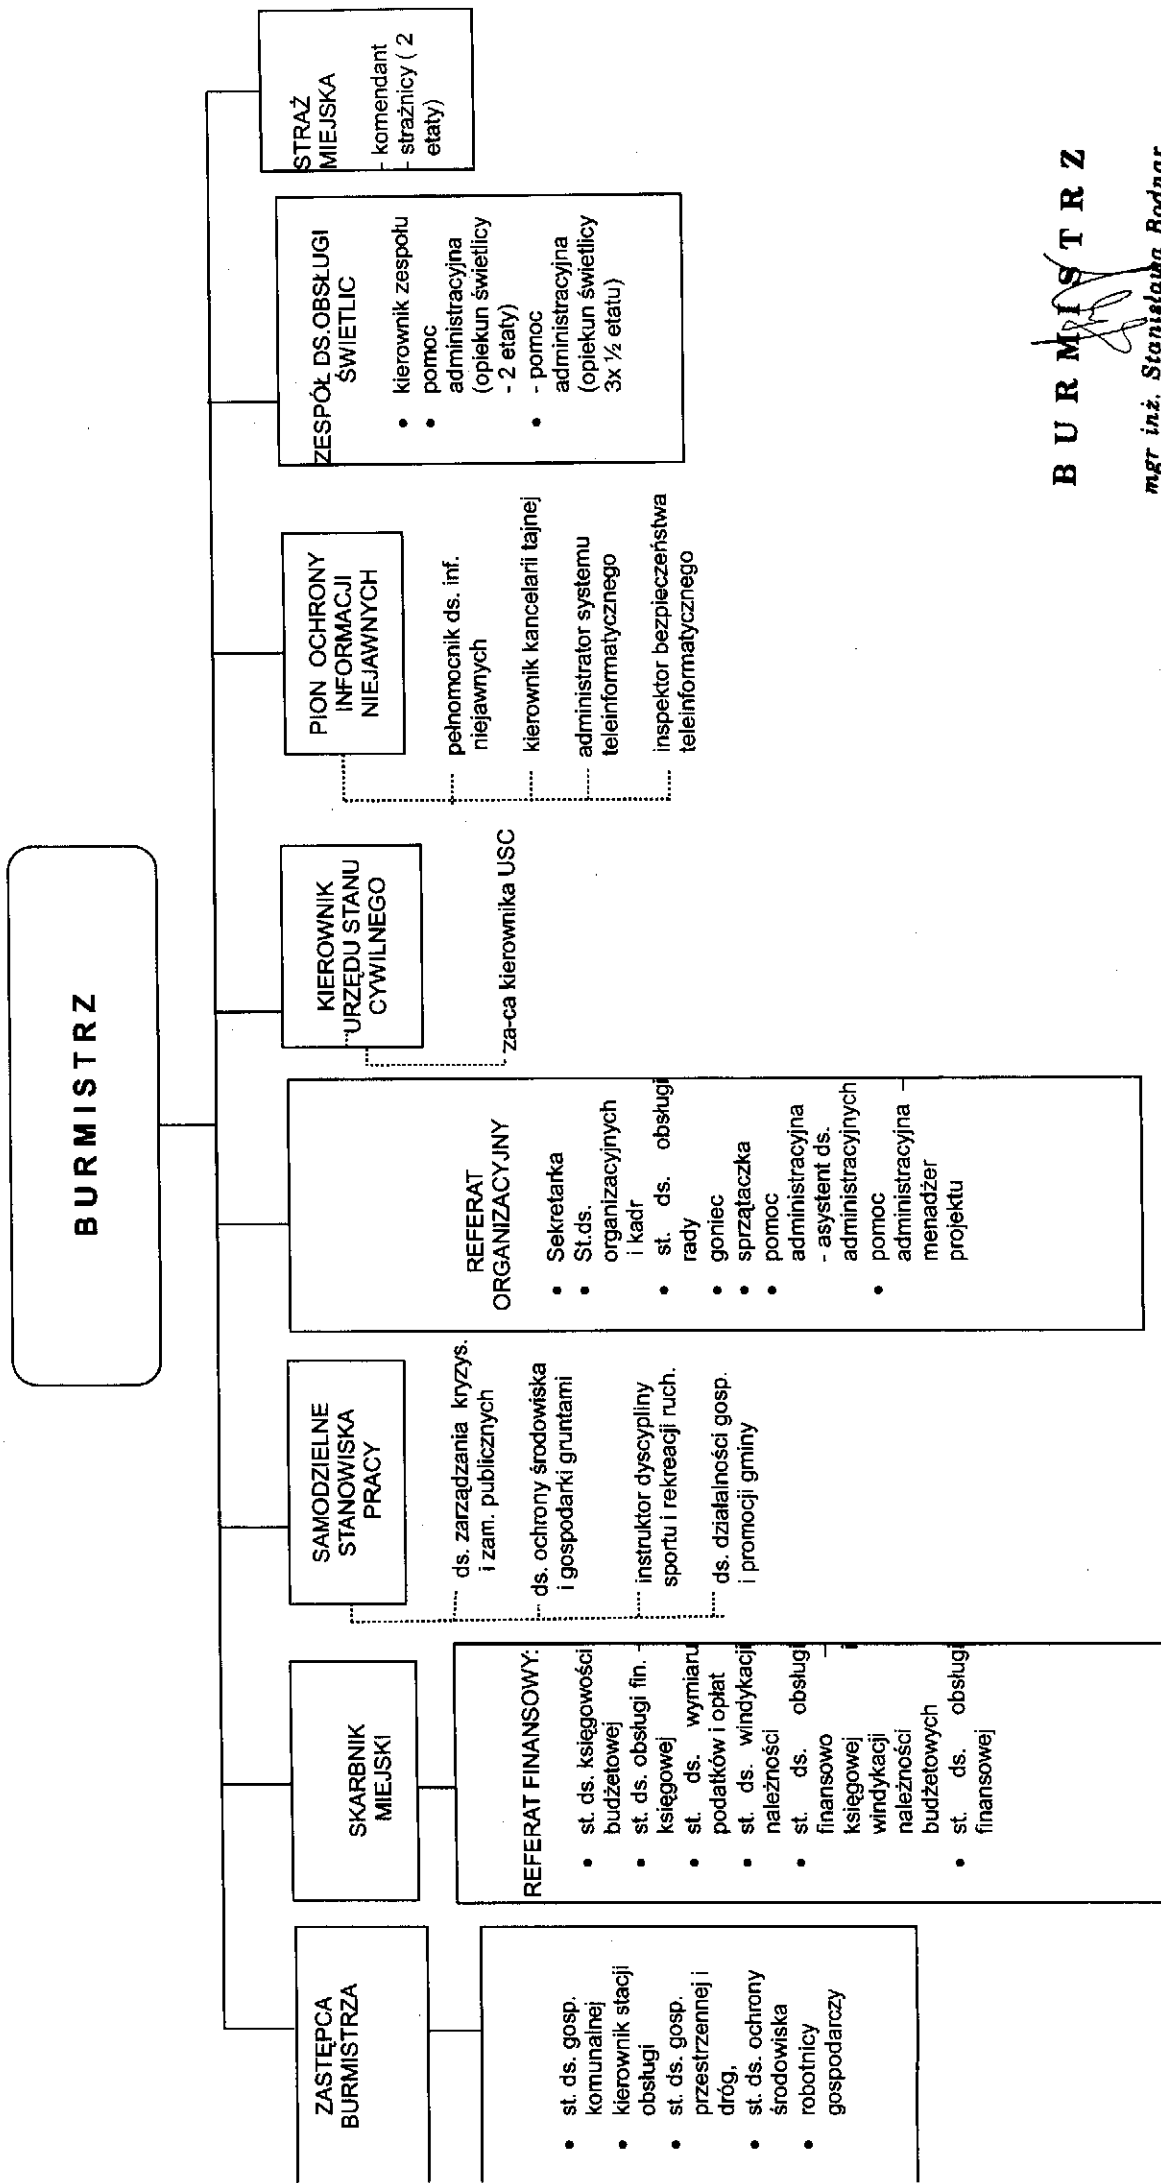 BURMISTRZ
ZASTĘPCA
BURMISTRZA
• st. ds. gosp.
komunalnej
• kierownik stacji
obsługi
• st. ds. gosp.
przestrzennej i
dróg,
• st. ds. ochrony
środowiska
• robotnicy
gospodarczy
SKARBNIK
MIEJSKI
REFERAT FINANSOWY:
• st. ds. księgowości
budżetowej
• st. ds. obsługi fin.
księgowej
• st. ds. wymiaru
podatków i opłat
• st. ds. windykacji
należności
• st. ds. obsługi
finansowo i
księgowej
windykacji
należności
budżetowych
• st. ds. obsługi
finansowej
SAMODZIELNE
STANOWISKA
PRACY
ds. zarządzania kryzys.
i zam. publicznych
ds. ochrony środowiska
i gospodarki gruntami
instruktor dyscypliny
sportu i rekreacji ruch.
ds. działalności gosp.
i promocji gminy
REFERAT
ORGANIZACYJNY
• Sekretarka
• St.ds.
organizacyjnych
i kadr
• st. ds. obsługi
rady
• goniec
• sprzątaczka
• pomoc
administracyjna
- asystent ds.
administracyjnych
• pomoc
administracyjna
menadżer
projektu
KIEROWNIK
URZĘDU STANU
CYWILNEGO
za-ca kierownika USC
PION OCHRONY
INFORMACJI
NIEJAWNYCH
pełnomocnik ds. inf.
niejawnych
kierownik kancelarii tajnej
administrator systemu
teleinformatycznego
inspektor bezpieczeństwa
teleinformatycznego
ZESPÓŁ DS.OBSŁUGI
ŚWIETLIC
• kierownik zespołu
• pomoc
administracyjna
(opiekun świetlicy
- 2 etaty)
• - pomoc
administracyjna
(opiekun świetlicy
3x ½ etatu)
STRAŻ
MIEJSKA
- komendant
- strażnicy ( 2
etaty)
BURMISTRZ
mgr inż. Stanisława Bodnar